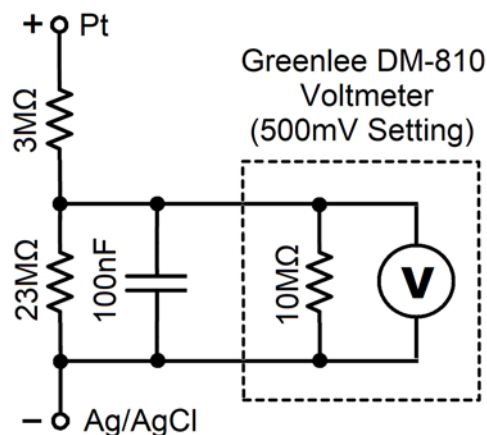 + Pt
Greenlee DM-810
Voltmeter
(500mV Setting)
3MΩ
23MΩ
100nF
10MΩ
V
− Ag/AgCl